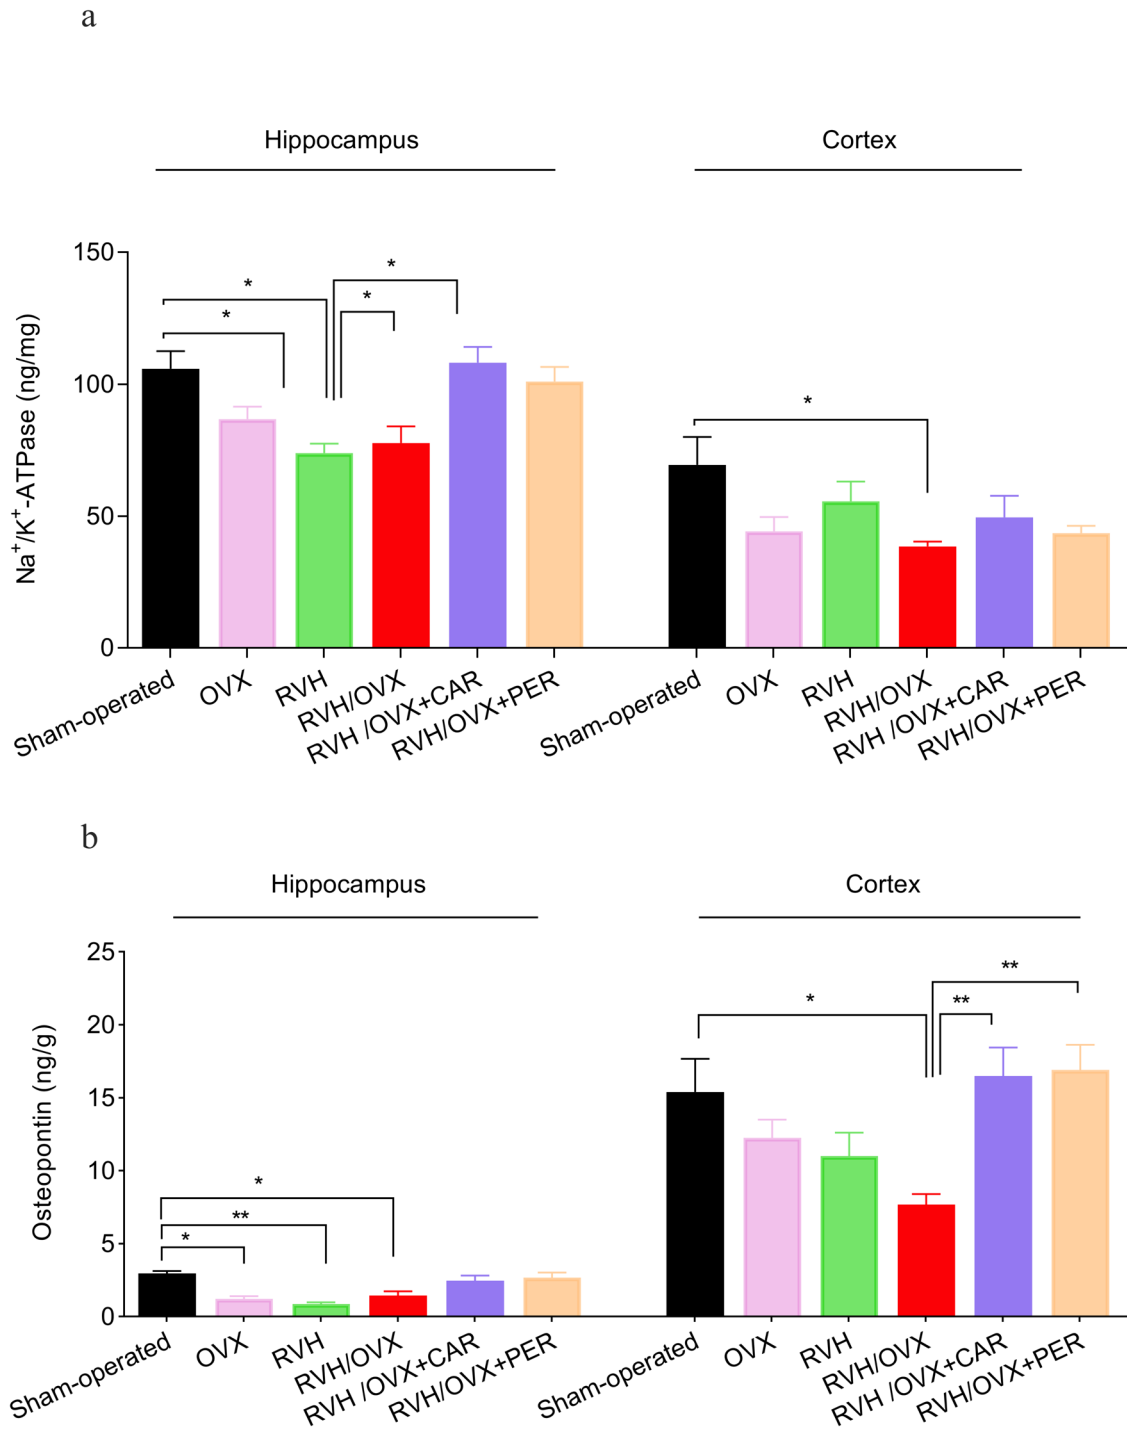 a
Hippocampus
Cortex
Na+/K+-ATPase (ng/mg)
150
100
50
0
*
*
*
*
*
Sham-operated
OVX
RVH
RVH/OVX
RVH /OVX+CAR
RVH/OVX+PER
Sham-operated
OVX
RVH
RVH/OVX
RVH /OVX+CAR
RVH/OVX+PER
b
Hippocampus
Cortex
Osteopontin (ng/g)
25
20
15
10
5
0
*
**
*
*
**
**
Sham-operated
OVX
RVH
RVH/OVX
RVH /OVX+CAR
RVH/OVX+PER
Sham-operated
OVX
RVH
RVH/OVX
RVH /OVX+CAR
RVH/OVX+PER